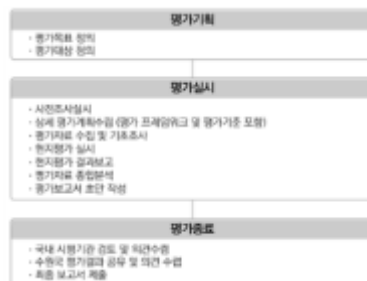 평가기획
· 평가목표 정의
· 평가대상 정의
평가실시
· 사전조사실시
· 상세 평가계획수립 (평가 프레임워크 및 평가기준 포함)
· 평가자료 수집 및 기초조사
· 현지평가 실시
· 현지평가 결과보고
· 평가자료 종합분석
· 평가보고서 초안 작성
평가종료
· 국내 시행기관 검토 및 의견수렴
· 수원국 평가결과 공유 및 의견 수렴
· 최종 보고서 제출